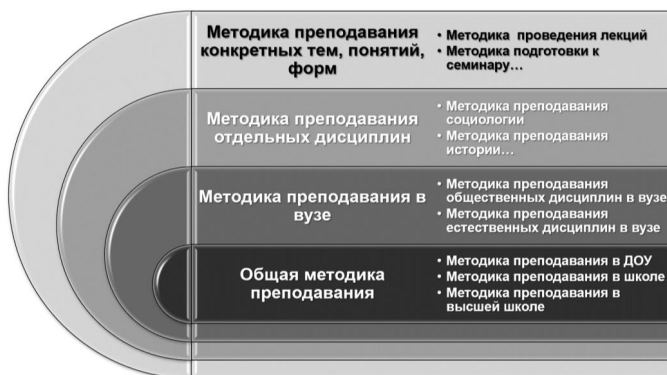 Методика преподавания
конкретных тем, понятий,
форм
• Методика проведения лекций
• Методика подготовки к
семинару...
Методика преподавания
отдельных дисциплин
• Методика преподавания
социологии
• Методика преподавания
истории...
Методика преподавания в
вузе
• Методика преподавания
общественных дисциплин в вузе
• Методика преподавания
естественных дисциплин в вузе
Общая методика
преподавания
• Методика преподавания в ДОУ
• Методика преподавания в школе
• Методика преподавания в
высшей школе